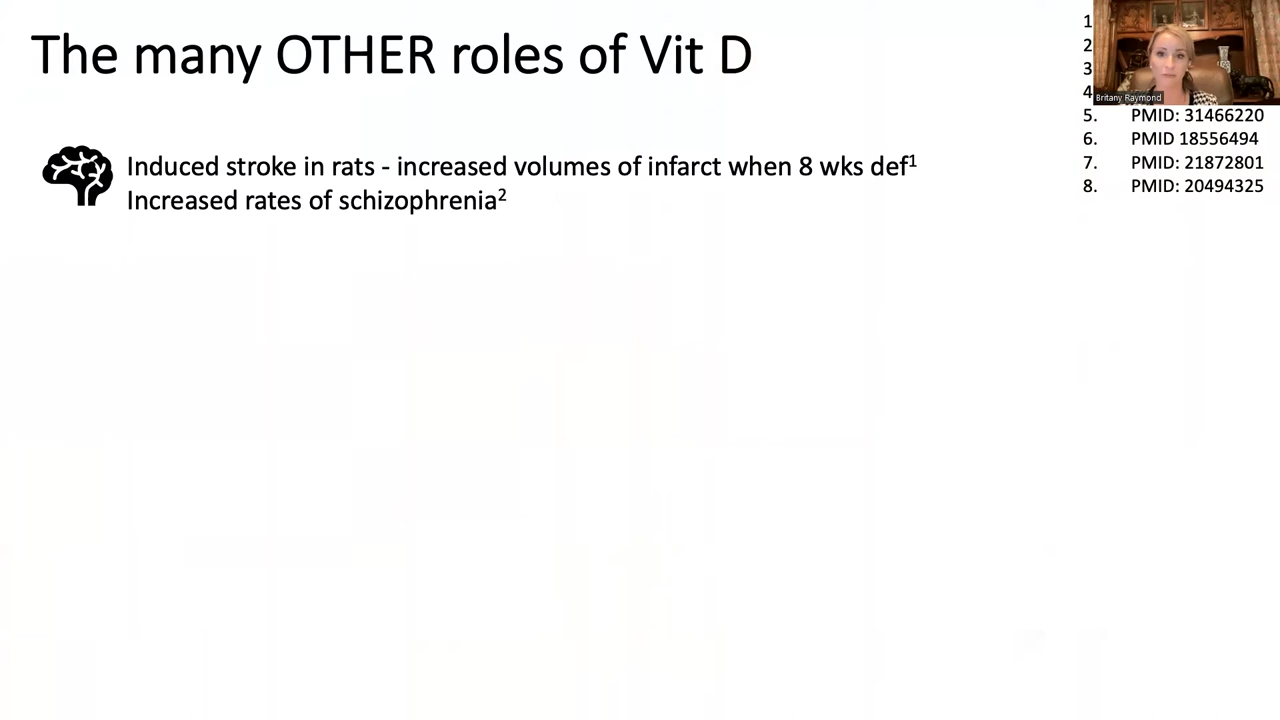 The many OTHER roles of Vit D
Induced stroke in rats - increased volumes of infarct when 8 wks def1
Increased rates of schizophrenia2
1
2
3
4
Britany Raymond
5. PMID: 31466220
6. PMID 18556494
7. PMID: 21872801
8. PMID: 20494325